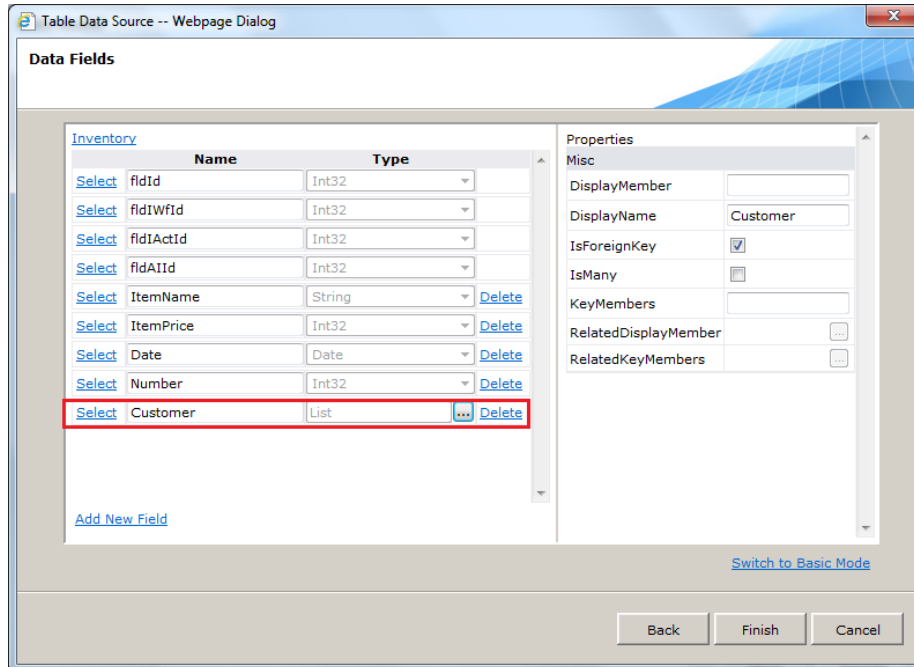 Table Data Source -- Webpage Dialog
x
Data Fields
Inventory
Name Type
Select fldId Int32
Select fldIWfId Int32
Select fldIActId Int32
Select fldAIId Int32
Select ItemName String Delete
Select ItemPrice Int32 Delete
Select Date Date Delete
Select Number Int32 Delete
Select Customer List ... Delete
Add New Field
Properties
Misc
DisplayMember
DisplayName Customer
IsForeignKey
IsMany
KeyMembers
RelatedDisplayMember ...
RelatedKeyMembers ...
Switch to Basic Mode
Back Finish Cancel